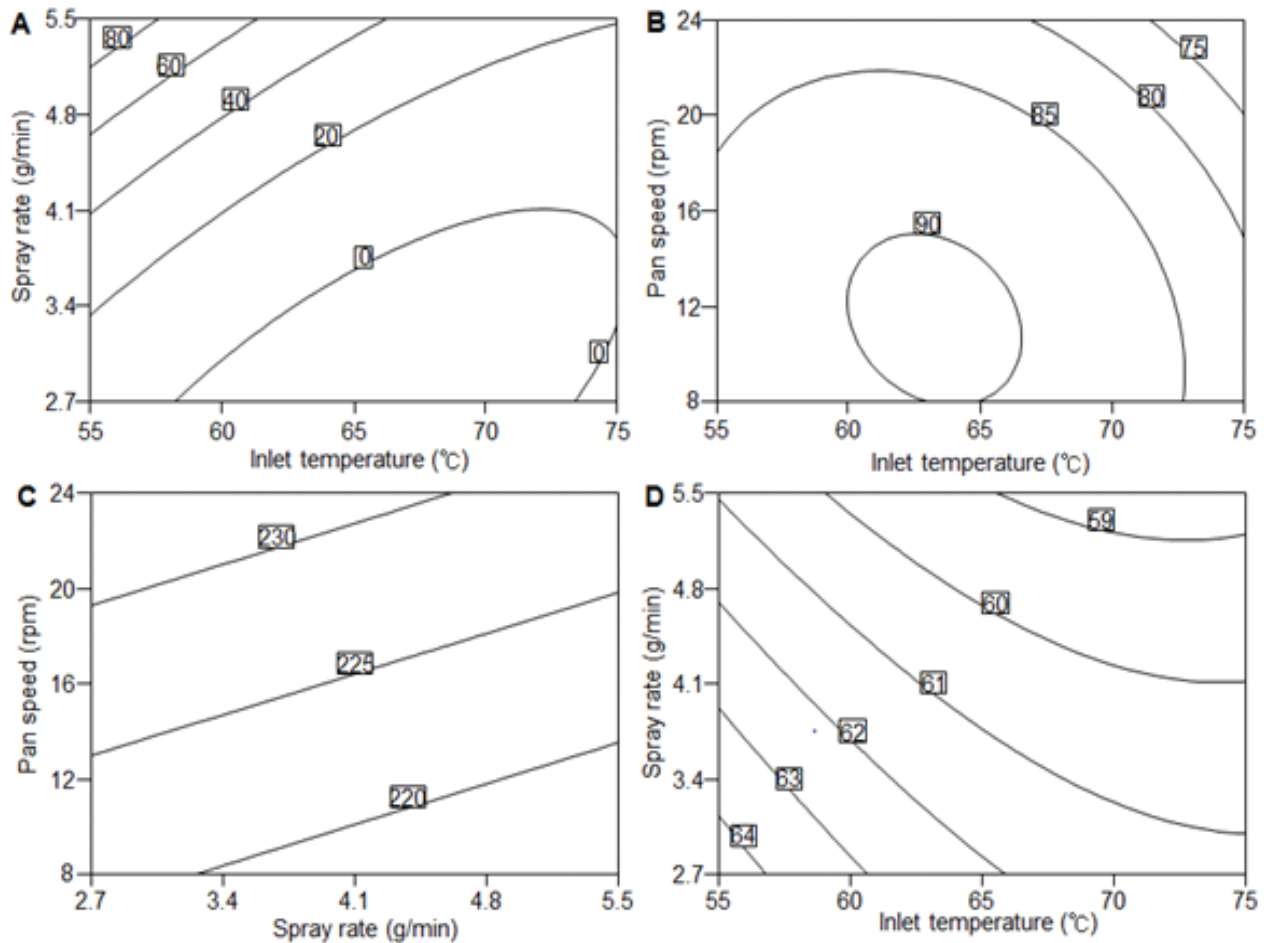 A
5.5
4.8
4.1
3.4
2.7
Spray rate (g/min)
80
60
40
20
0
0
55 60 65 70 75
Inlet temperature (℃)
B
24
20
16
12
8
Pan speed (rpm)
75
80
85
90
55 60 65 70 75
Inlet temperature (℃)
C
24
20
16
12
8
Pan speed (rpm)
230
225
220
2.7 3.4 4.1 4.8 5.5
Spray rate (g/min)
D
5.5
4.8
4.1
3.4
2.7
Spray rate (g/min)
59
60
61
62
63
64
55 60 65 70 75
Inlet temperature (℃)